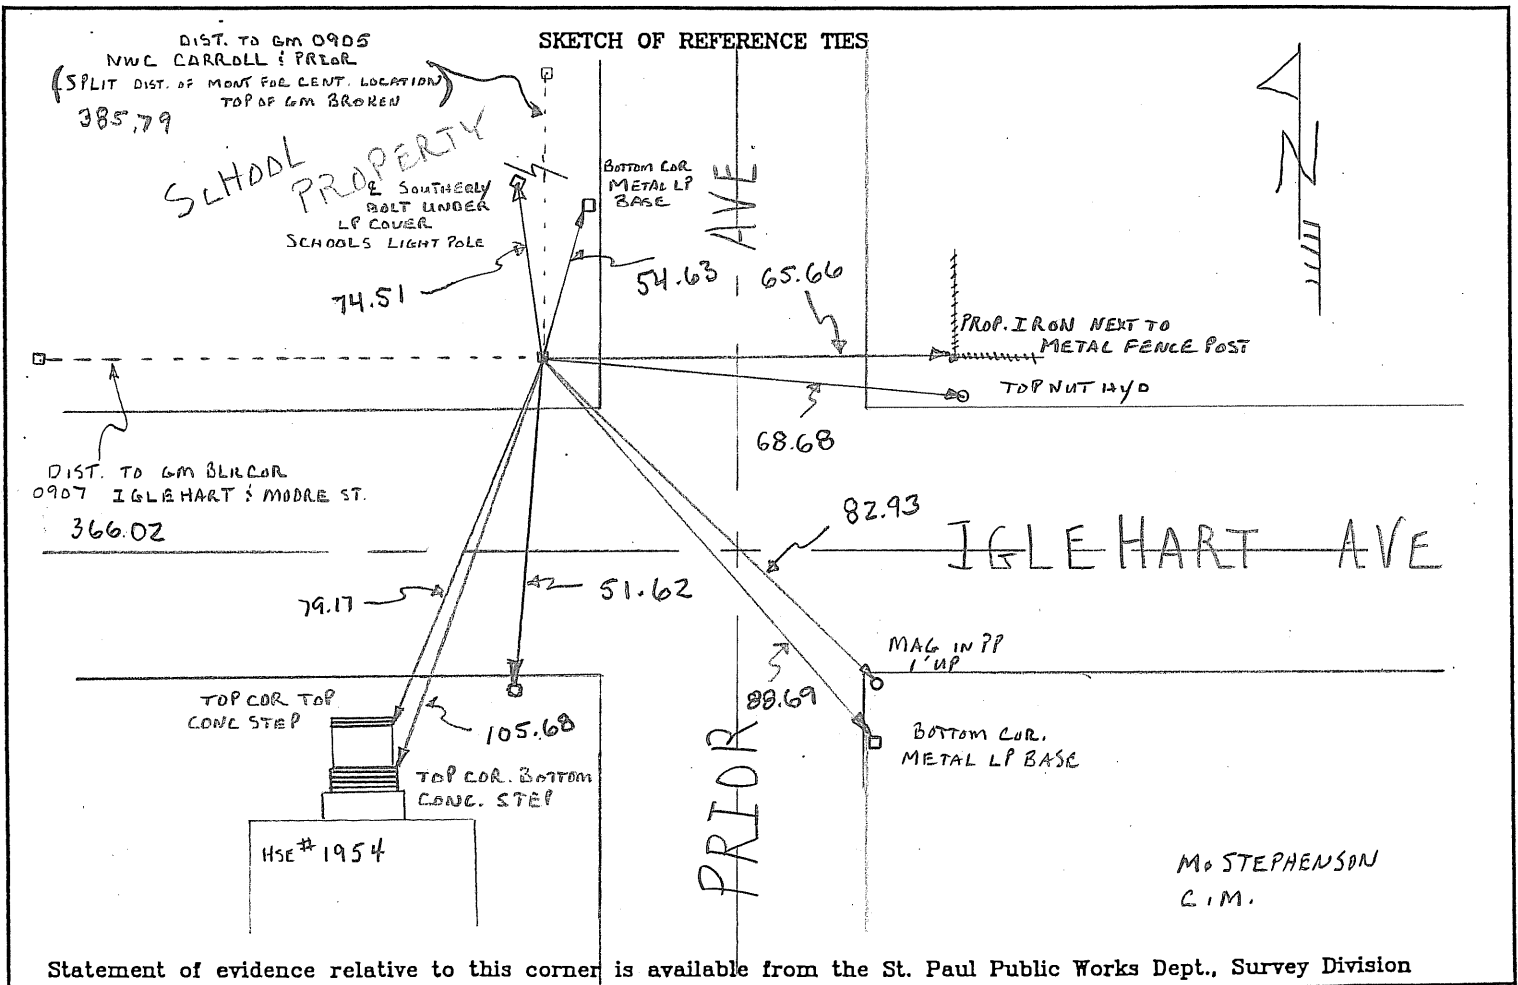 SKETCH OF REFERENCE TIES
DIST. TO GM 0905
NWC CARROLL & PRIOR
(SPLIT DIST. OF MONT FOR CENT. LOCATION)
TOP OF GM BROKEN
385.79
SCHOOL
PROPERTY
℄ SOUTHERLY
BOLT UNDER
LP COVER
SCHOOLS LIGHT POLE
74.51
BOTTOM COR
METAL LP
BASE
54.63
AVE.
65.66
N
PROP. IRON NEXT TO
METAL FENCE POST
TOP NUT HYD
68.68
DIST. TO GM BLKCOR
0907 IGLEHART & MOORE ST.
366.02
82.93
IGLEHART AVE
79.17
51.62
MAG IN PP
1' UP
88.69
TOP COR TOP
CONC STEP
105.68
PRIOR
BOTTOM COR.
METAL LP BASE
TOP COR. BOTTOM
CONC. STEP
HSE # 1954
M. STEPHENSON
C.M.
Statement of evidence relative to this corner is available from the St. Paul Public Works Dept., Survey Division